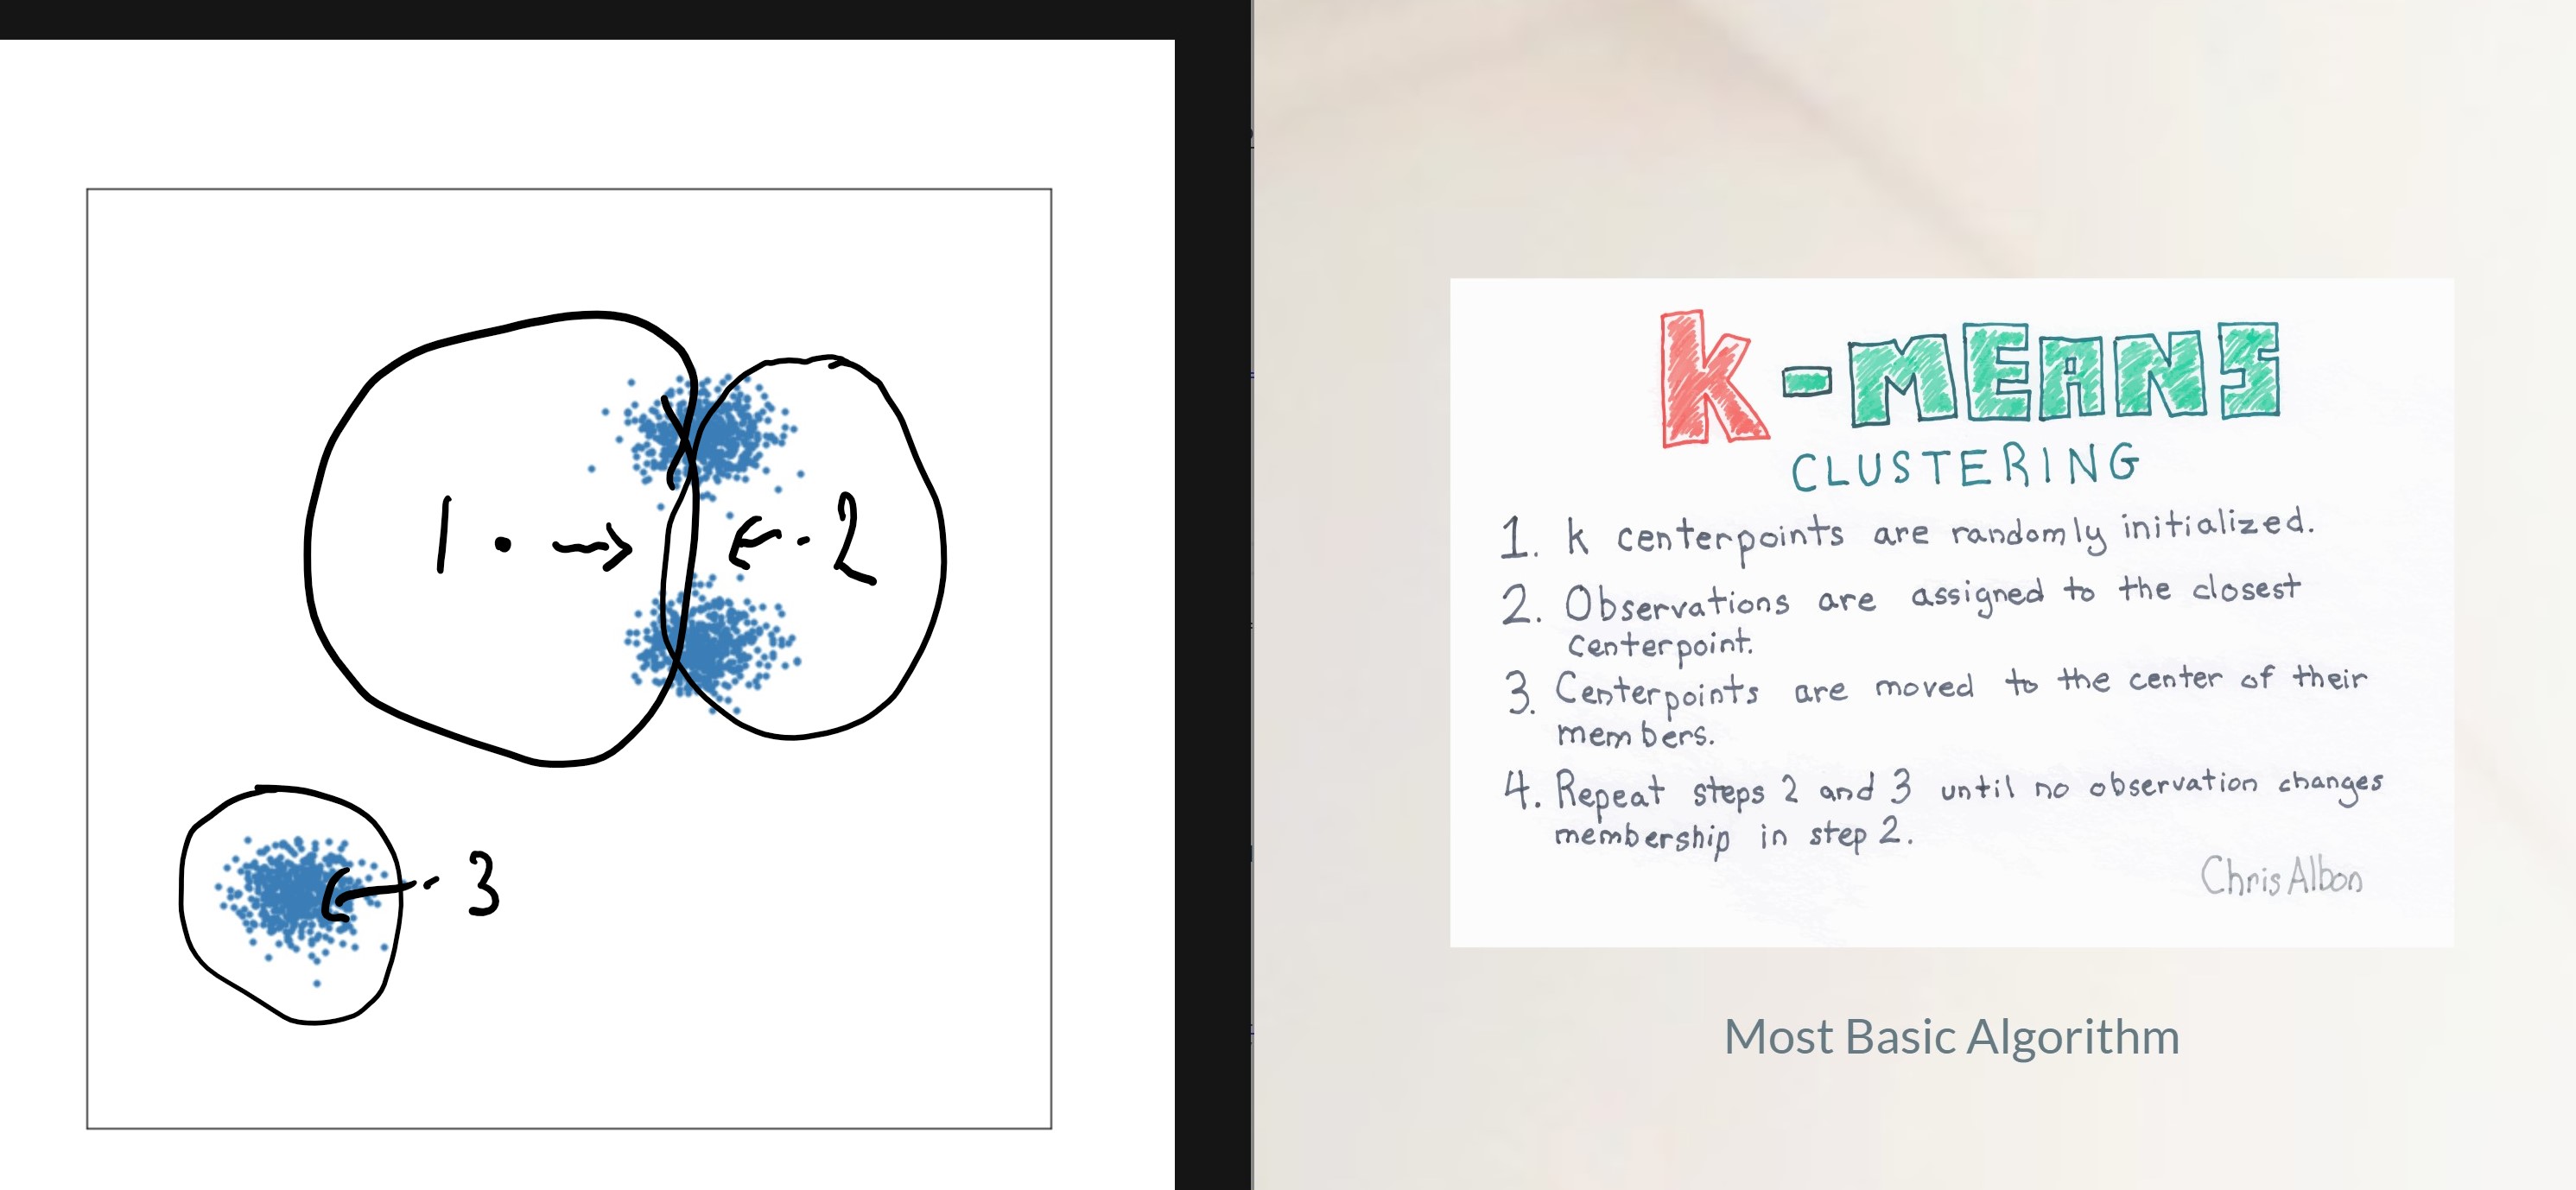 1
2
3
K-MEANS
CLUSTERING
1. k centerpoints are randomly initialized.
2. Observations are assigned to the closest
centerpoint.
3. Centerpoints are moved to the center of their
members.
4. Repeat steps 2 and 3 until no observation changes
membership in step 2.
Chris Albon
Most Basic Algorithm